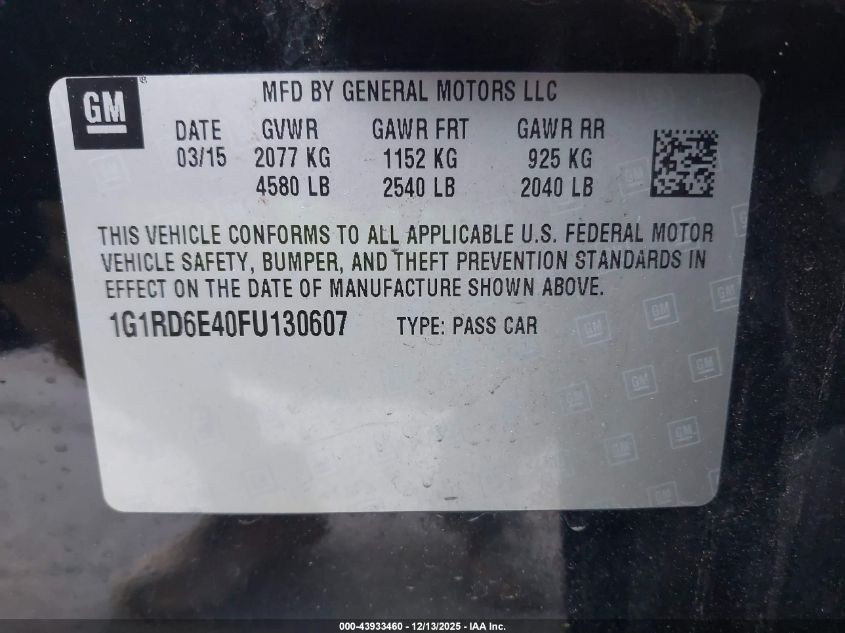 GM ®
MFD BY GENERAL MOTORS LLC
DATE GVWR GAWR FRT GAWR RR
03/15 2077 KG 1152 KG 925 KG
4580 LB 2540 LB 2040 LB
THIS VEHICLE CONFORMS TO ALL APPLICABLE U.S. FEDERAL MOTOR
VEHICLE SAFETY, BUMPER, AND THEFT PREVENTION STANDARDS IN
EFFECT ON THE DATE OF MANUFACTURE SHOWN ABOVE.
1G1RD6E40FU130607 TYPE: PASS CAR
000-43933460 - 12/13/2025 - IAA Inc.